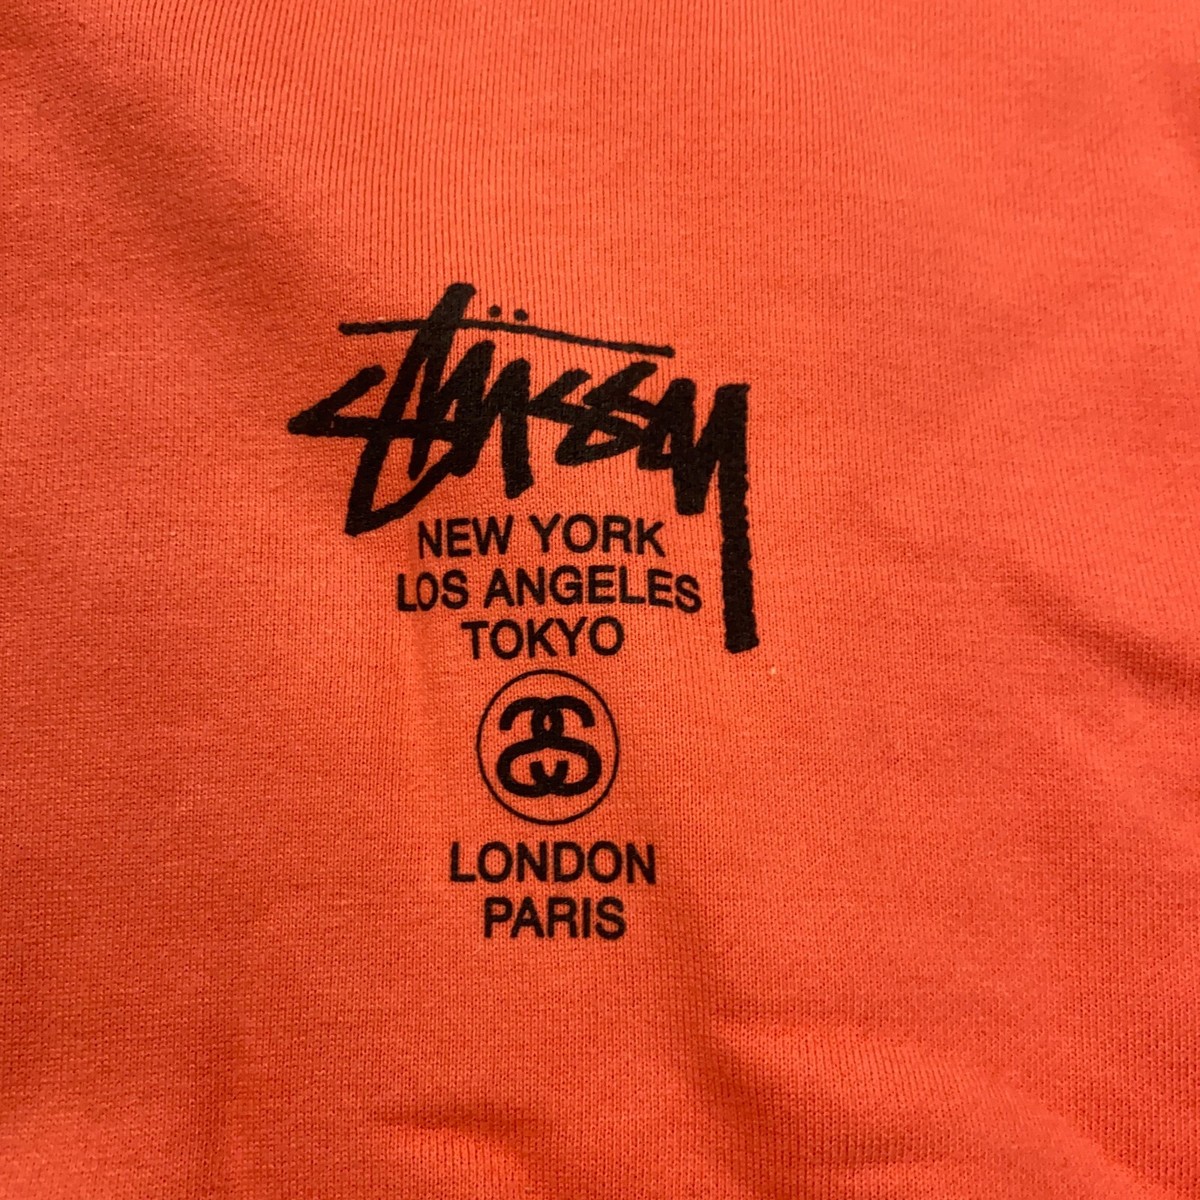 Stüssy
NEW YORK
LOS ANGELES
TOKYO
SS
LONDON
PARIS